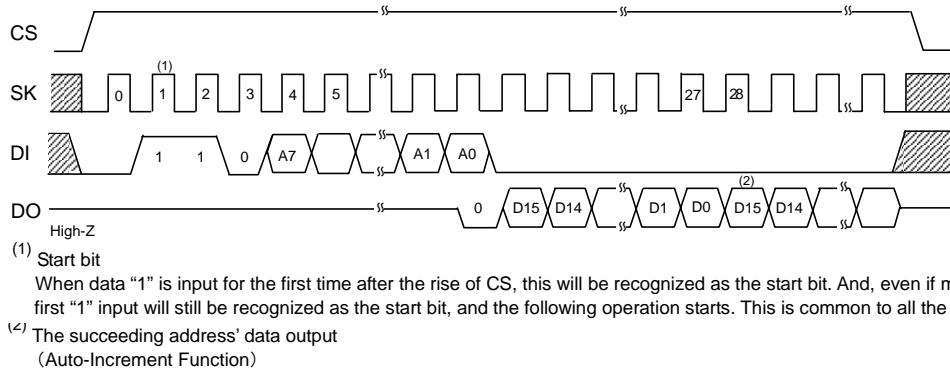 CS
(1)
SK 0 1 2 3 4 5 27 28
DI 1 1 0 A7 A1 A0
(2)
DO 0 D15 D14 D1 D0 D15 D14
High-Z
(1) Start bit
When data “1” is input for the first time after the rise of CS, this will be recognized as the start bit. And, even if
first “1” input will still be recognized as the start bit, and the following operation starts. This is common to all the
(2) The succeeding address’ data output
（Auto-Increment Function）